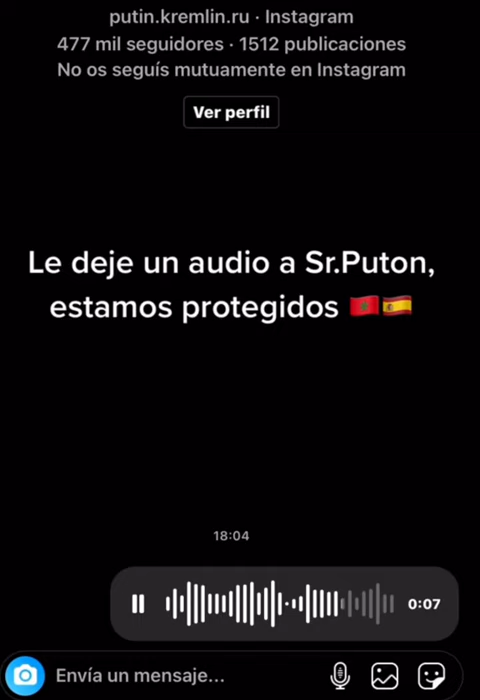 putin.kremlin.ru · Instagram
477 mil seguidores · 1512 publicaciones
No os seguís mutuamente en Instagram
Ver perfil
Le deje un audio a Sr.Puton,
estamos protegidos 🇲🇦🇪🇸
18:04
0:07
Envía un mensaje...